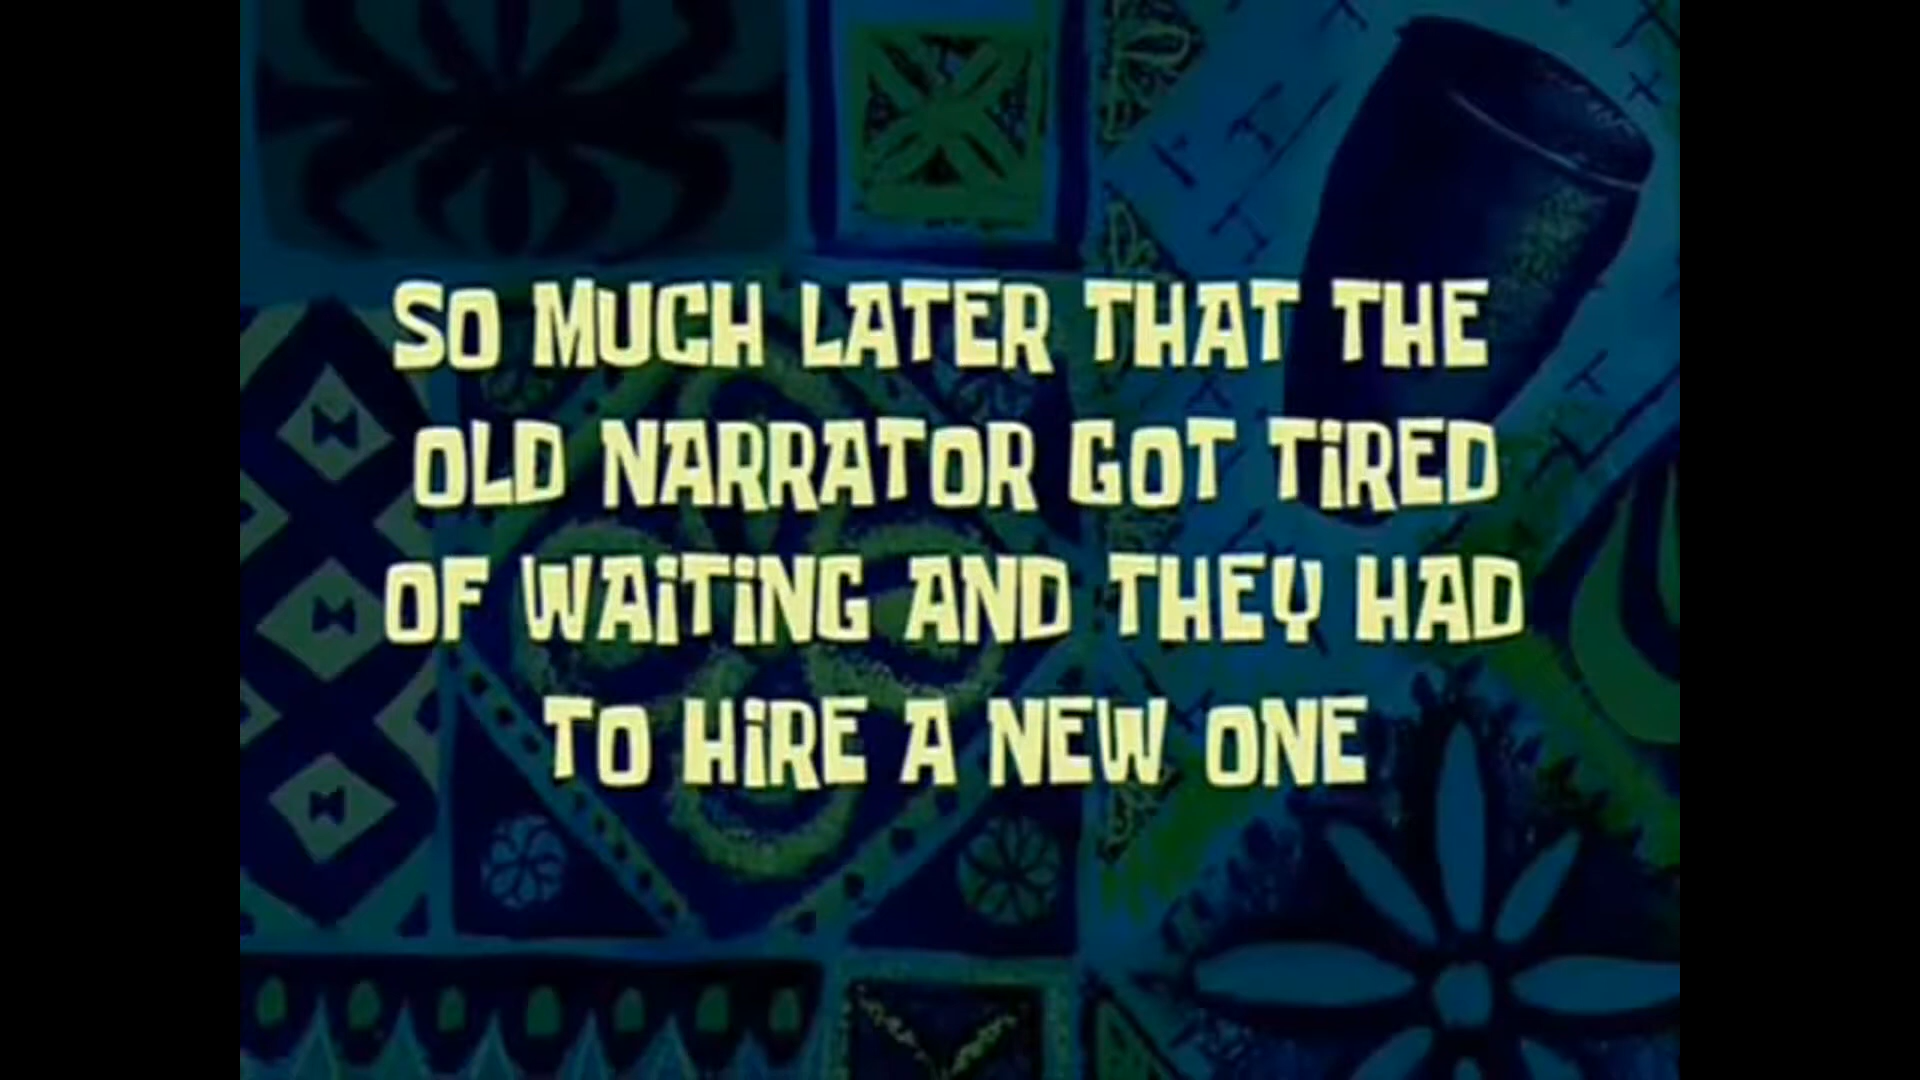 SO MUCH LATER THAT THE
OLD NARRATOR GOT TiRED
OF WAiTiNG AND THEY HAD
TO HiRE A NEW ONE